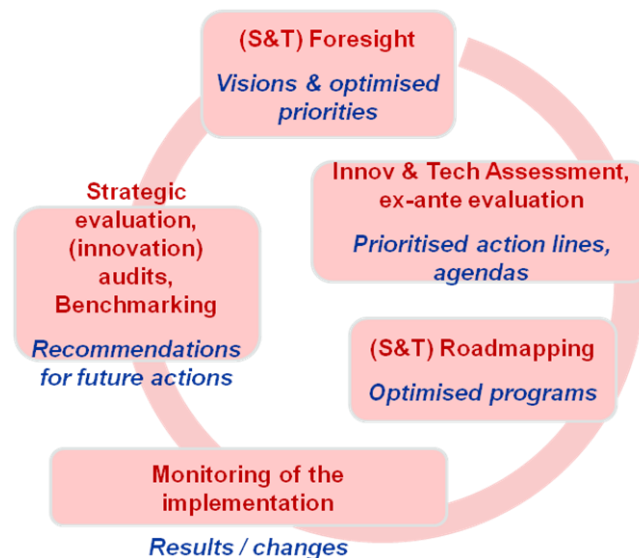 (S&T) Foresight
Visions & optimised
priorities
Innov & Tech Assessment,
ex-ante evaluation
Prioritised action lines,
agendas
(S&T) Roadmapping
Optimised programs
Monitoring of the
implementation
Results / changes
Strategic
evaluation,
(innovation)
audits,
Benchmarking
Recommendations
for future actions